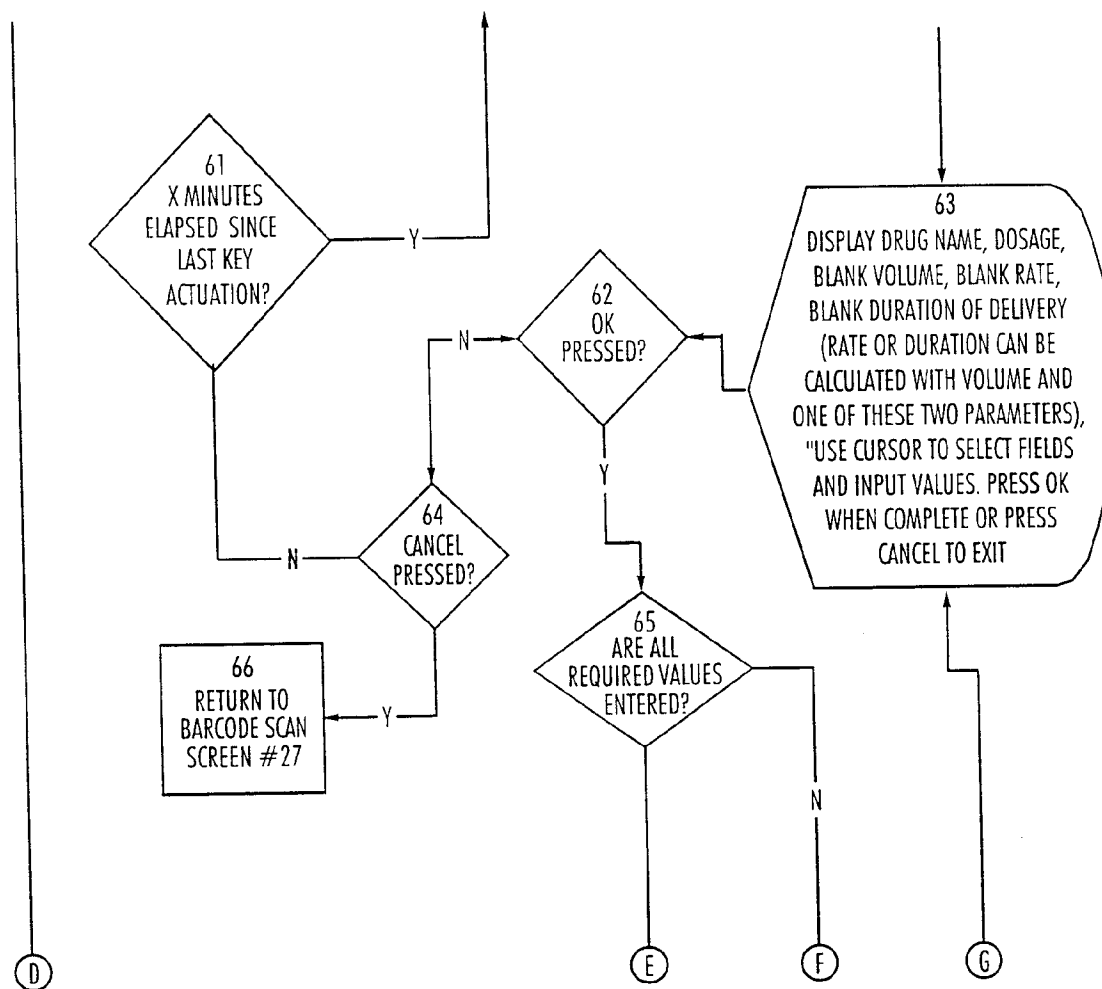 61
X MINUTES
ELAPSED SINCE
LAST KEY
ACTUATION?
Y
63
DISPLAY DRUG NAME, DOSAGE,
BLANK VOLUME, BLANK RATE,
BLANK DURATION OF DELIVERY
(RATE OR DURATION CAN BE
CALCULATED WITH VOLUME AND
ONE OF THESE TWO PARAMETERS),
"USE CURSOR TO SELECT FIELDS
AND INPUT VALUES. PRESS OK
WHEN COMPLETE OR PRESS
CANCEL TO EXIT
62
OK
PRESSED?
N
Y
64
CANCEL
PRESSED?
N
65
ARE ALL
REQUIRED VALUES
ENTERED?
66
RETURN TO
BARCODE SCAN
SCREEN #27
Y
N
D
E
F
G